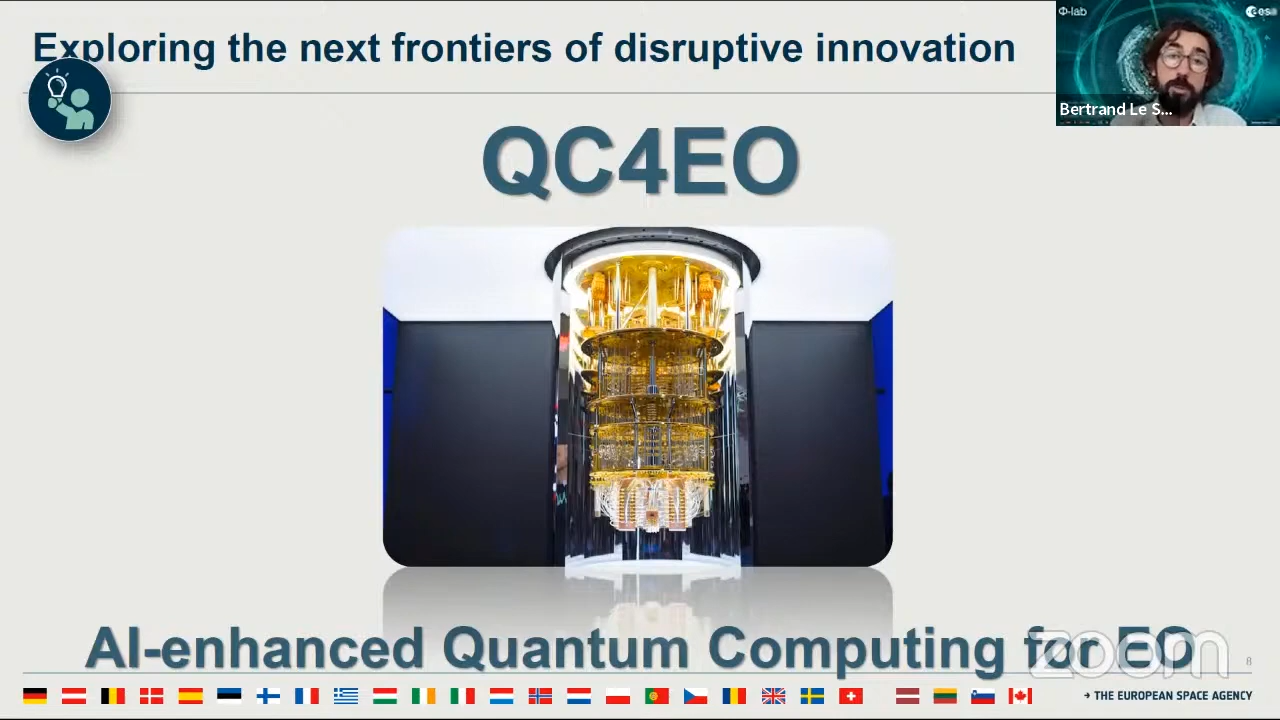 Exploring the next frontiers of disruptive innovation
Φ-lab
esa
Bertrand Le S...
QC4EO
AI-enhanced Quantum Computing for EO
zoom
8
→ THE EUROPEAN SPACE AGENCY